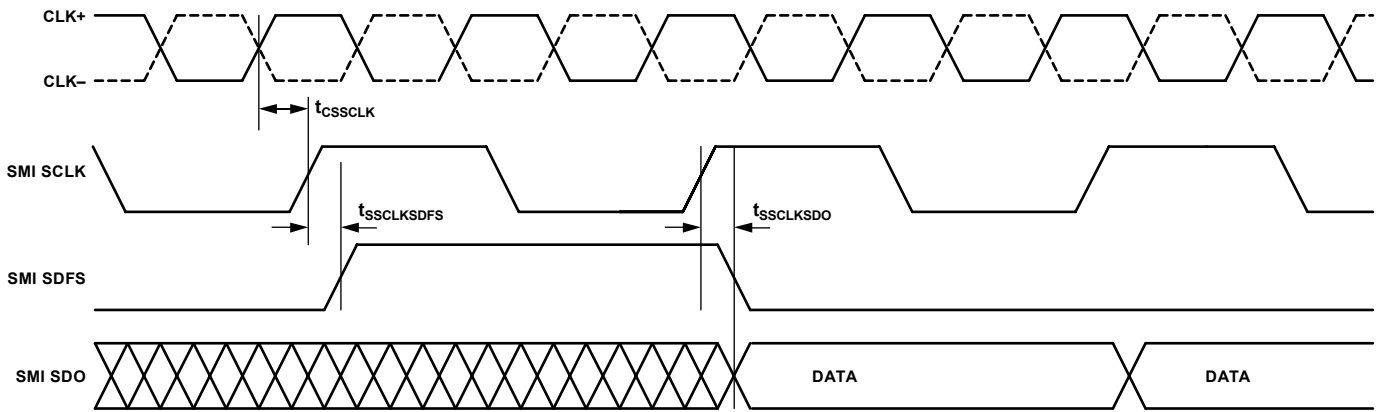 CLK+
CLK–
tCSSCLK
SMI SCLK
tSSCLKSDFS
tSSCLKSDO
SMI SDFS
SMI SDO
DATA
DATA